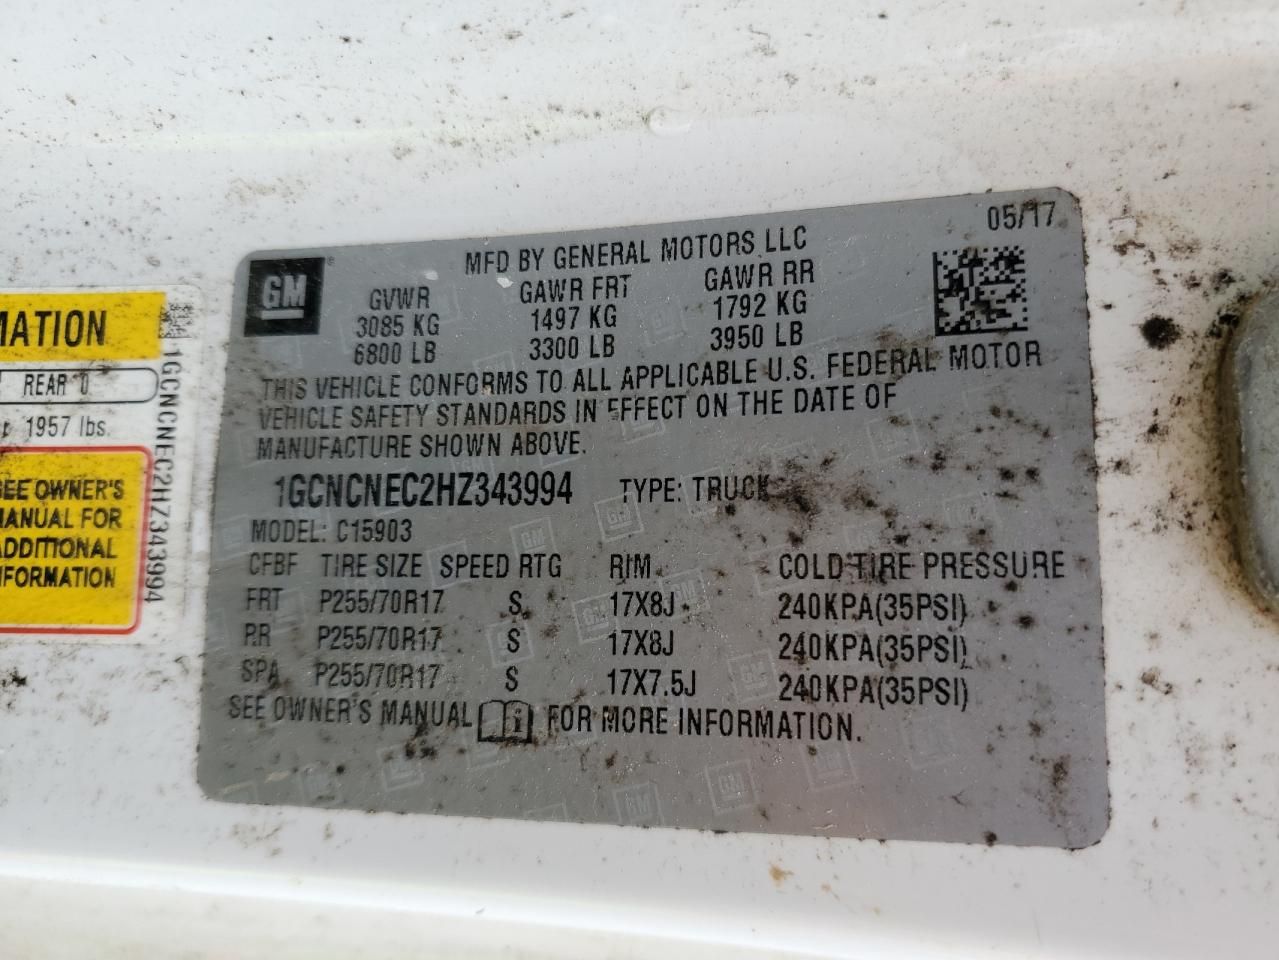 MATION
REAR 0
1957 lbs.
SEE OWNER'S
MANUAL FOR
ADDITIONAL
INFORMATION
1GCNCNEC2HZ343994
GM
05/17
MFD BY GENERAL MOTORS LLC
GVWR GAWR FRT GAWR RR
3085 KG 1497 KG 1792 KG
6800 LB 3300 LB 3950 LB
THIS VEHICLE CONFORMS TO ALL APPLICABLE U.S. FEDERAL MOTOR
VEHICLE SAFETY STANDARDS IN EFFECT ON THE DATE OF
MANUFACTURE SHOWN ABOVE.
1GCNCNEC2HZ343994 TYPE: TRUCK
MODEL: C15903
CFBF TIRE SIZE SPEED RTG RIM COLD TIRE PRESSURE
FRT P255/70R17 S 17X8J 240KPA(35PSI)
RR P255/70R17 S 17X8J 240KPA(35PSI)
SPA P255/70R17 S 17X7.5J 240KPA(35PSI)
SEE OWNER'S MANUAL FOR MORE INFORMATION.